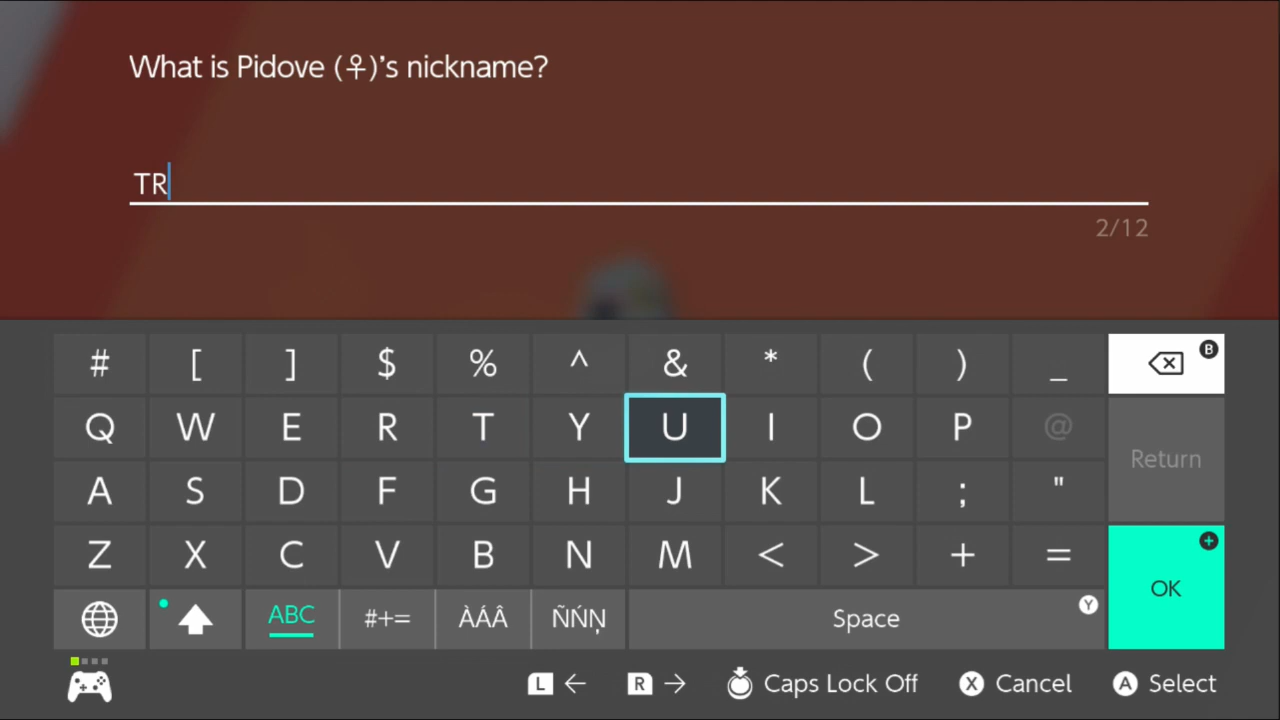 What is Pidove (♀)'s nickname?
TR
2/12
# [ ] $ % ^ & * ( ) _ B
Q W E R T Y U I O P @ Return
A S D F G H J K L ; "
Z X C V B N M < > + = + OK
ABC #+= ÀÁÂ ÑŃŅ Space Y
L ← R → Caps Lock Off X Cancel A Select